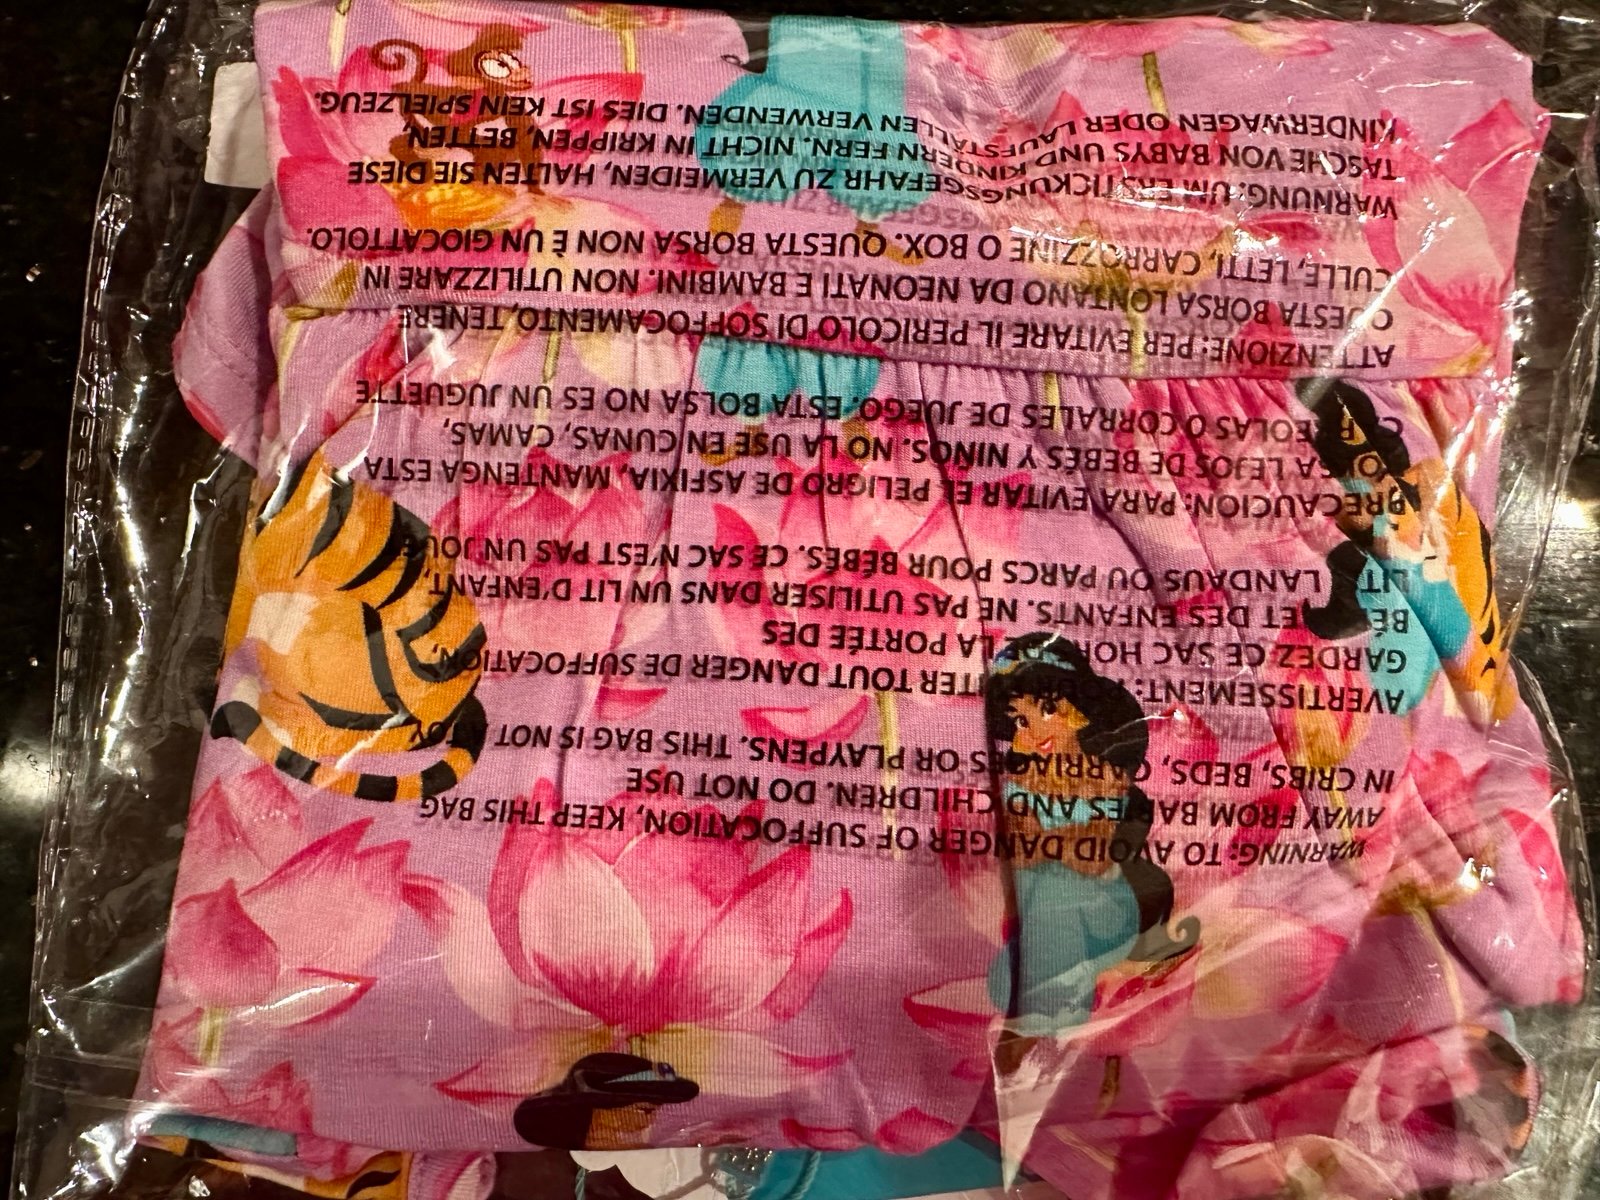 WARNING: TO AVOID DANGER OF SUFFOCATION, KEEP THIS BAG
AWAY FROM BABIES AND CHILDREN. DO NOT USE
IN CRIBS, BEDS, CARRIAGES OR PLAYPENS. THIS BAG IS NOT A TOY
AVERTISSEMENT: TOUT DANGER DE SUFFOCATION,
GARDEZ CE SAC HORS DE LA PORTÉE DES
ET DES ENFANTS. NE PAS UTILISER DANS UN LIT D'ENFANT,
LIT LANDAUS OU PARCS POUR BÉBÉS. CE SAC N'EST PAS UN JOUET
PRECAUCION: PARA EVITAR EL PELIGRO DE ASFIXIA, MANTENGA ESTA
BOLSA LEJOS DE BEBES Y NINOS. NO LA USE EN CUNAS, CAMAS,
O CORRALES DE JUEGO. ESTA BOLSA NO ES UN JUGUETTE
ATTENZIONE: PER EVITARE IL PERICOLO DI SOFFOCAMENTO, TENERE
QUESTA BORSA LONTANO DA NEONATI E BAMBINI. NON UTILIZZARE IN
CULLE, LETTI, CARROZZINE O BOX. QUESTA BORSA NON È UN GIOCATTOLO.
WARNUNG: UM ERSTICKUNGSGEFAHR ZU VERMEIDEN, HALTEN SIE DIESE
TASCHE VON BABYS UND KINDERN FERN. NICHT IN KRIPPEN, BETTEN,
KINDERWAGEN ODER LAUFSTÄLLEN VERWENDEN. DIES IST KEIN SPIELZEUG.